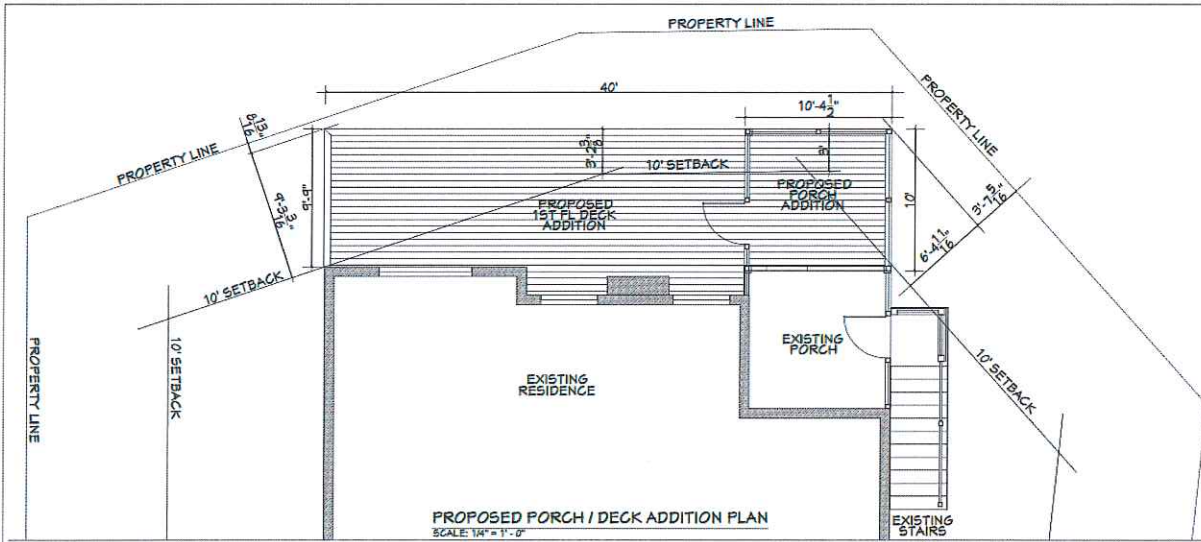 PROPERTY LINE
40'
10'-4 1/2"
PROPERTY LINE
8 13/16"
PROPERTY LINE
3'-2 3/8"
10' SETBACK
3'
PROPOSED
PORCH
ADDITION
9'-3 3/16"
PROPOSED
1ST FL DECK
ADDITION
10'
3'-7 5/16"
6'-4 11/16"
10' SETBACK
10' SETBACK
EXISTING
PORCH
PROPERTY LINE
EXISTING
RESIDENCE
10' SETBACK
PROPOSED PORCH / DECK ADDITION PLAN
SCALE: 1/4" = 1' - 0"
EXISTING
STAIRS